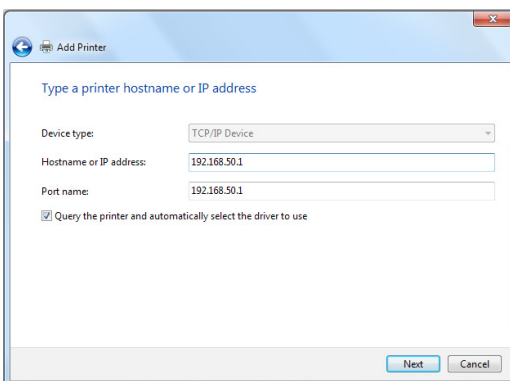 Add Printer
Type a printer hostname or IP address
Device type: TCP/IP Device
Hostname or IP address: 192.168.50.1
Port name: 192.168.50.1
Query the printer and automatically select the driver to use
Next Cancel